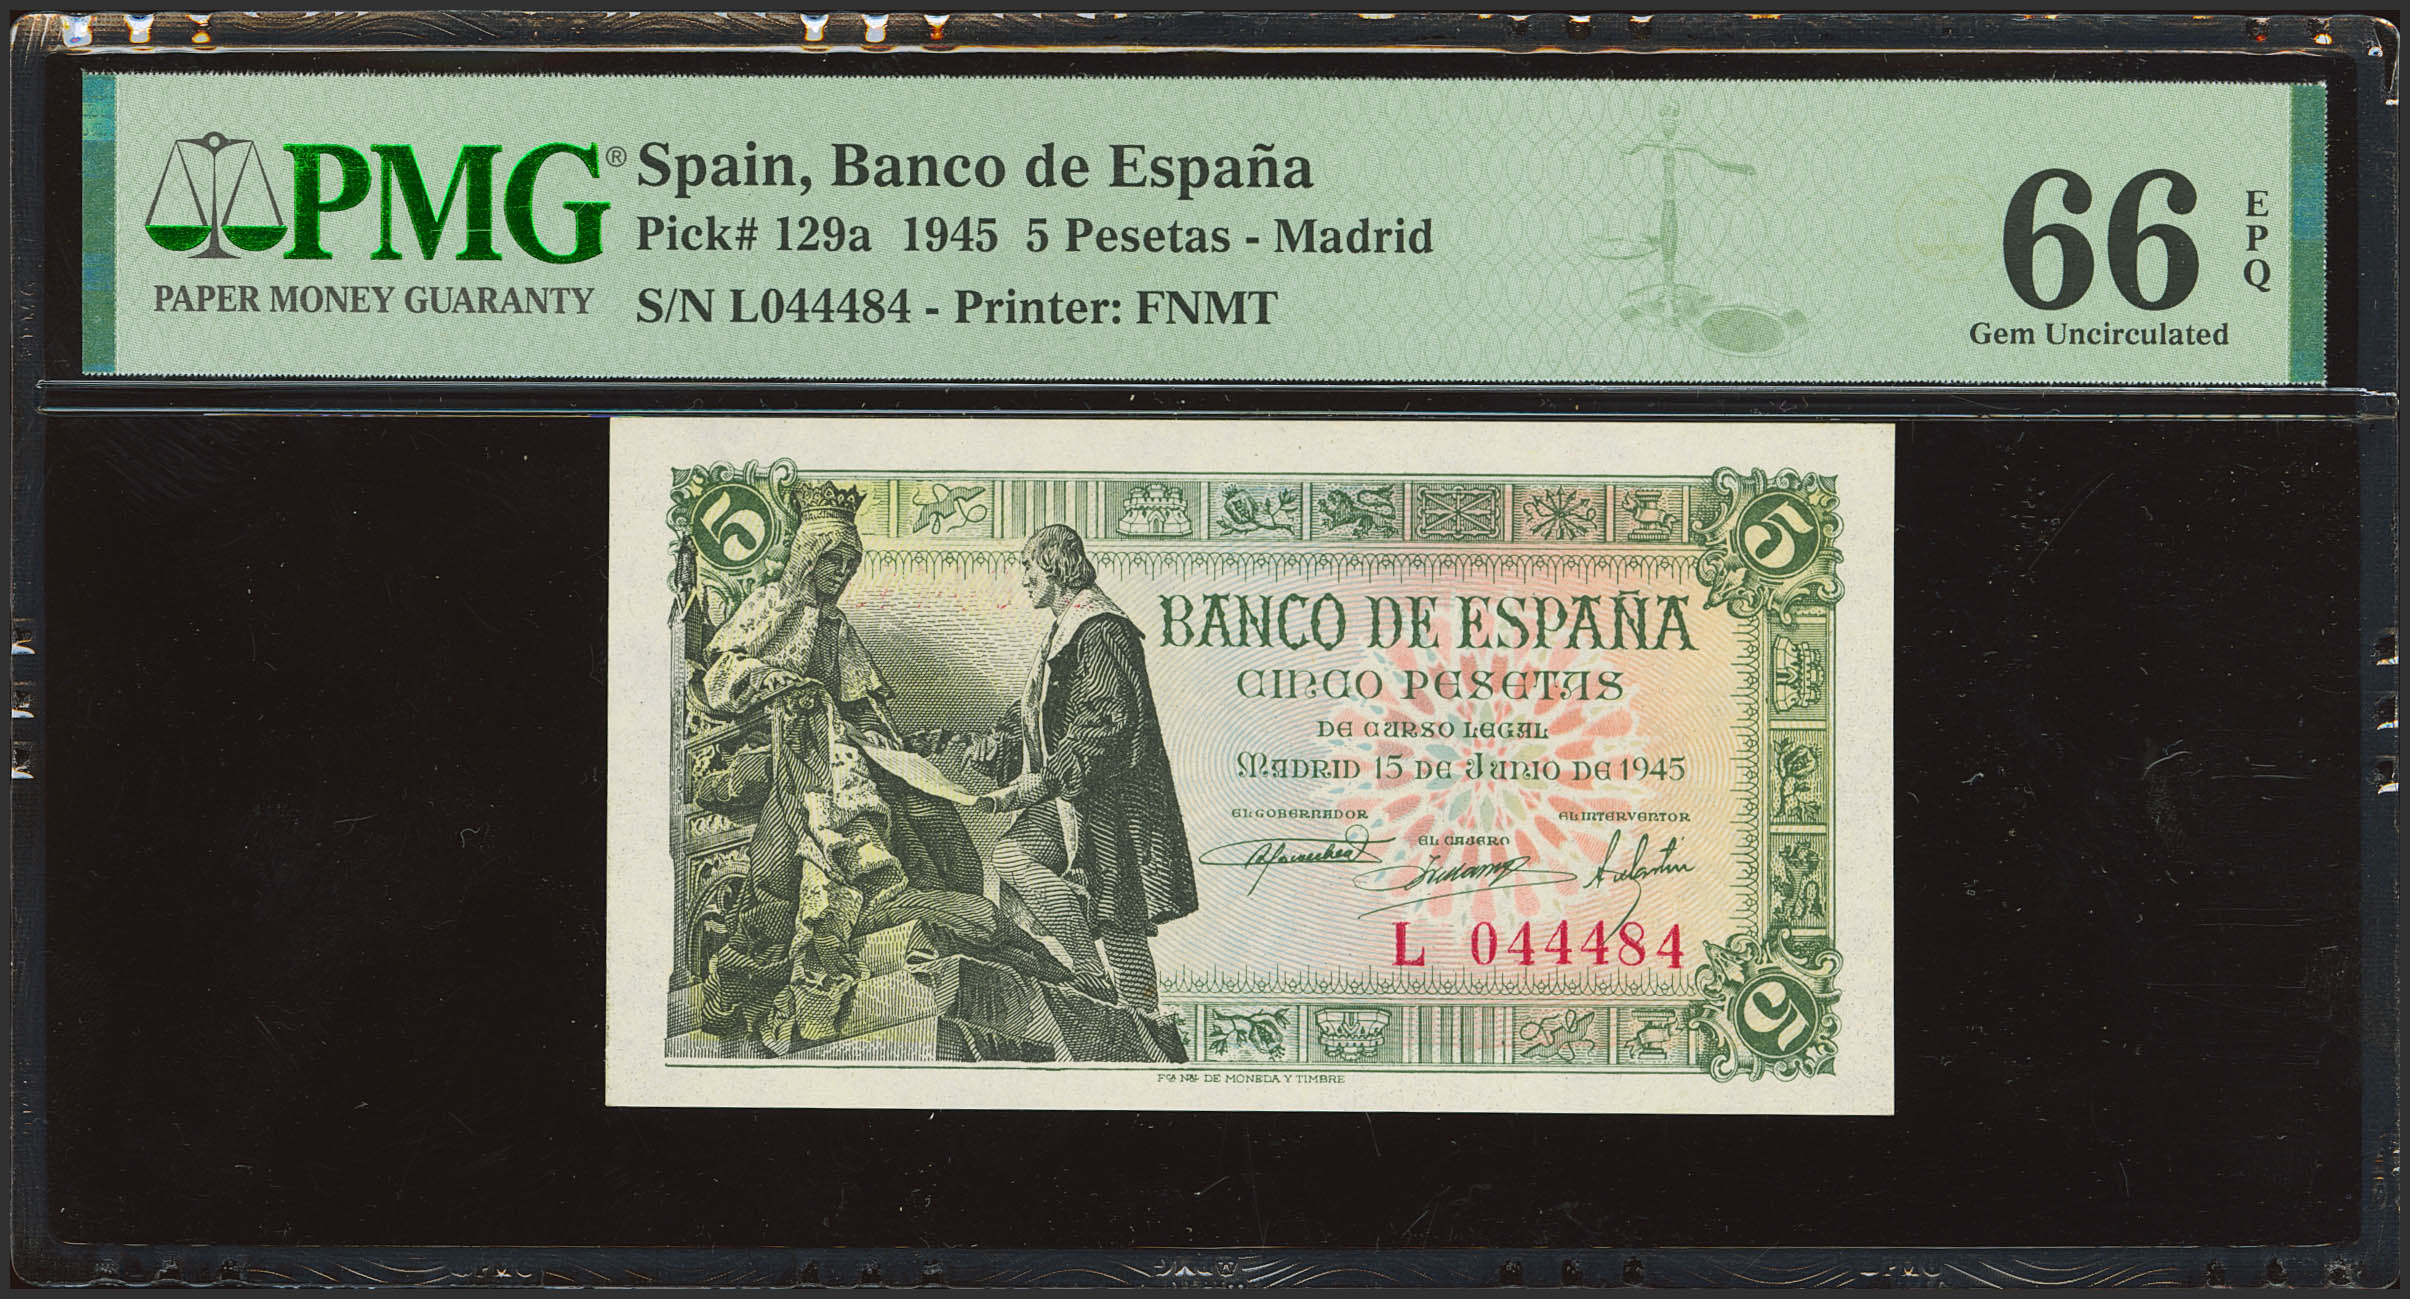 PMG®
PAPER MONEY GUARANTY
Spain, Banco de España
Pick# 129a 1945 5 Pesetas - Madrid
S/N L044484 - Printer: FNMT
66
EPQ
Gem Uncirculated
5
5
BANCO DE ESPAÑA
CINCO PESETAS
DE CURSO LEGAL
MADRID 15 DE JUNIO DE 1945
EL GOBERNADOR
EL INTERVENTOR
EL CAJERO
L 044484
5
Fca. Nal. DE MONEDA Y TIMBRE